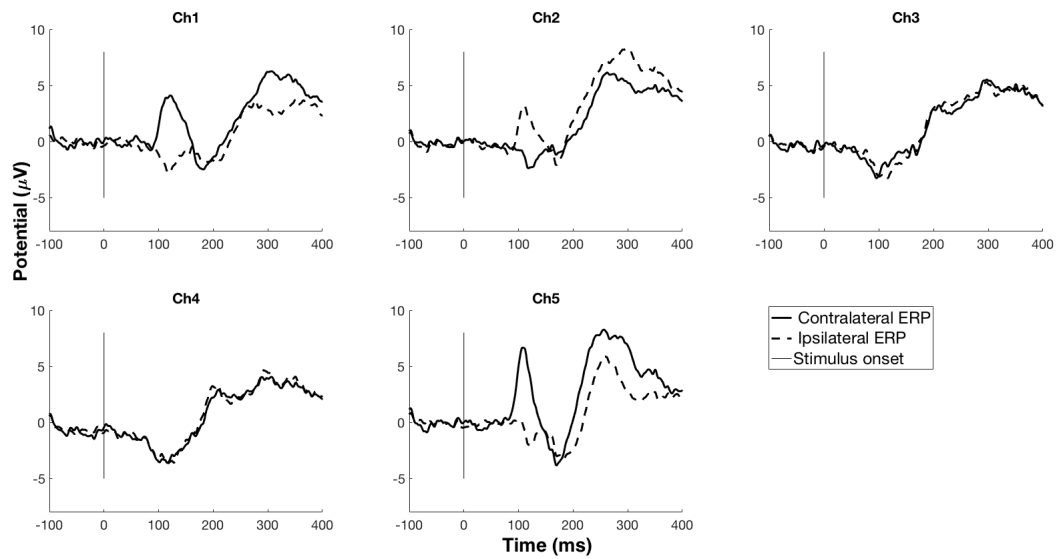 Ch1
Ch2
Ch3
10
5
0
-5
-100 0 100 200 300 400
10
5
0
-5
-100 0 100 200 300 400
10
5
0
-5
-100 0 100 200 300 400
Potential (μV)
Ch4
Ch5
10
5
0
-5
-100 0 100 200 300 400
10
5
0
-5
-100 0 100 200 300 400
Contralateral ERP
Ipsilateral ERP
Stimulus onset
Time (ms)